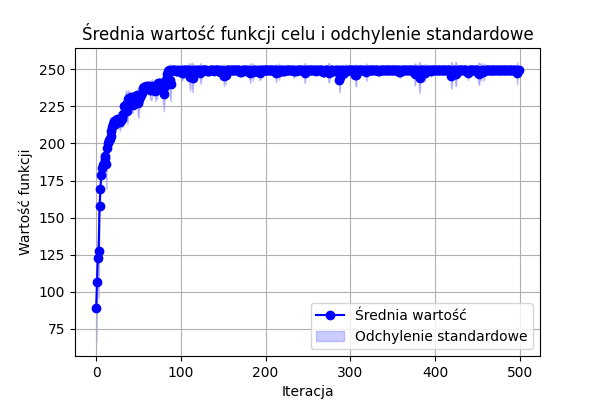 Średnia wartość funkcji celu i odchylenie standardowe
250
225
200
175
150
125
100
75
Wartość funkcji
0 100 200 300 400 500
Iteracja
Średnia wartość
Odchylenie standardowe